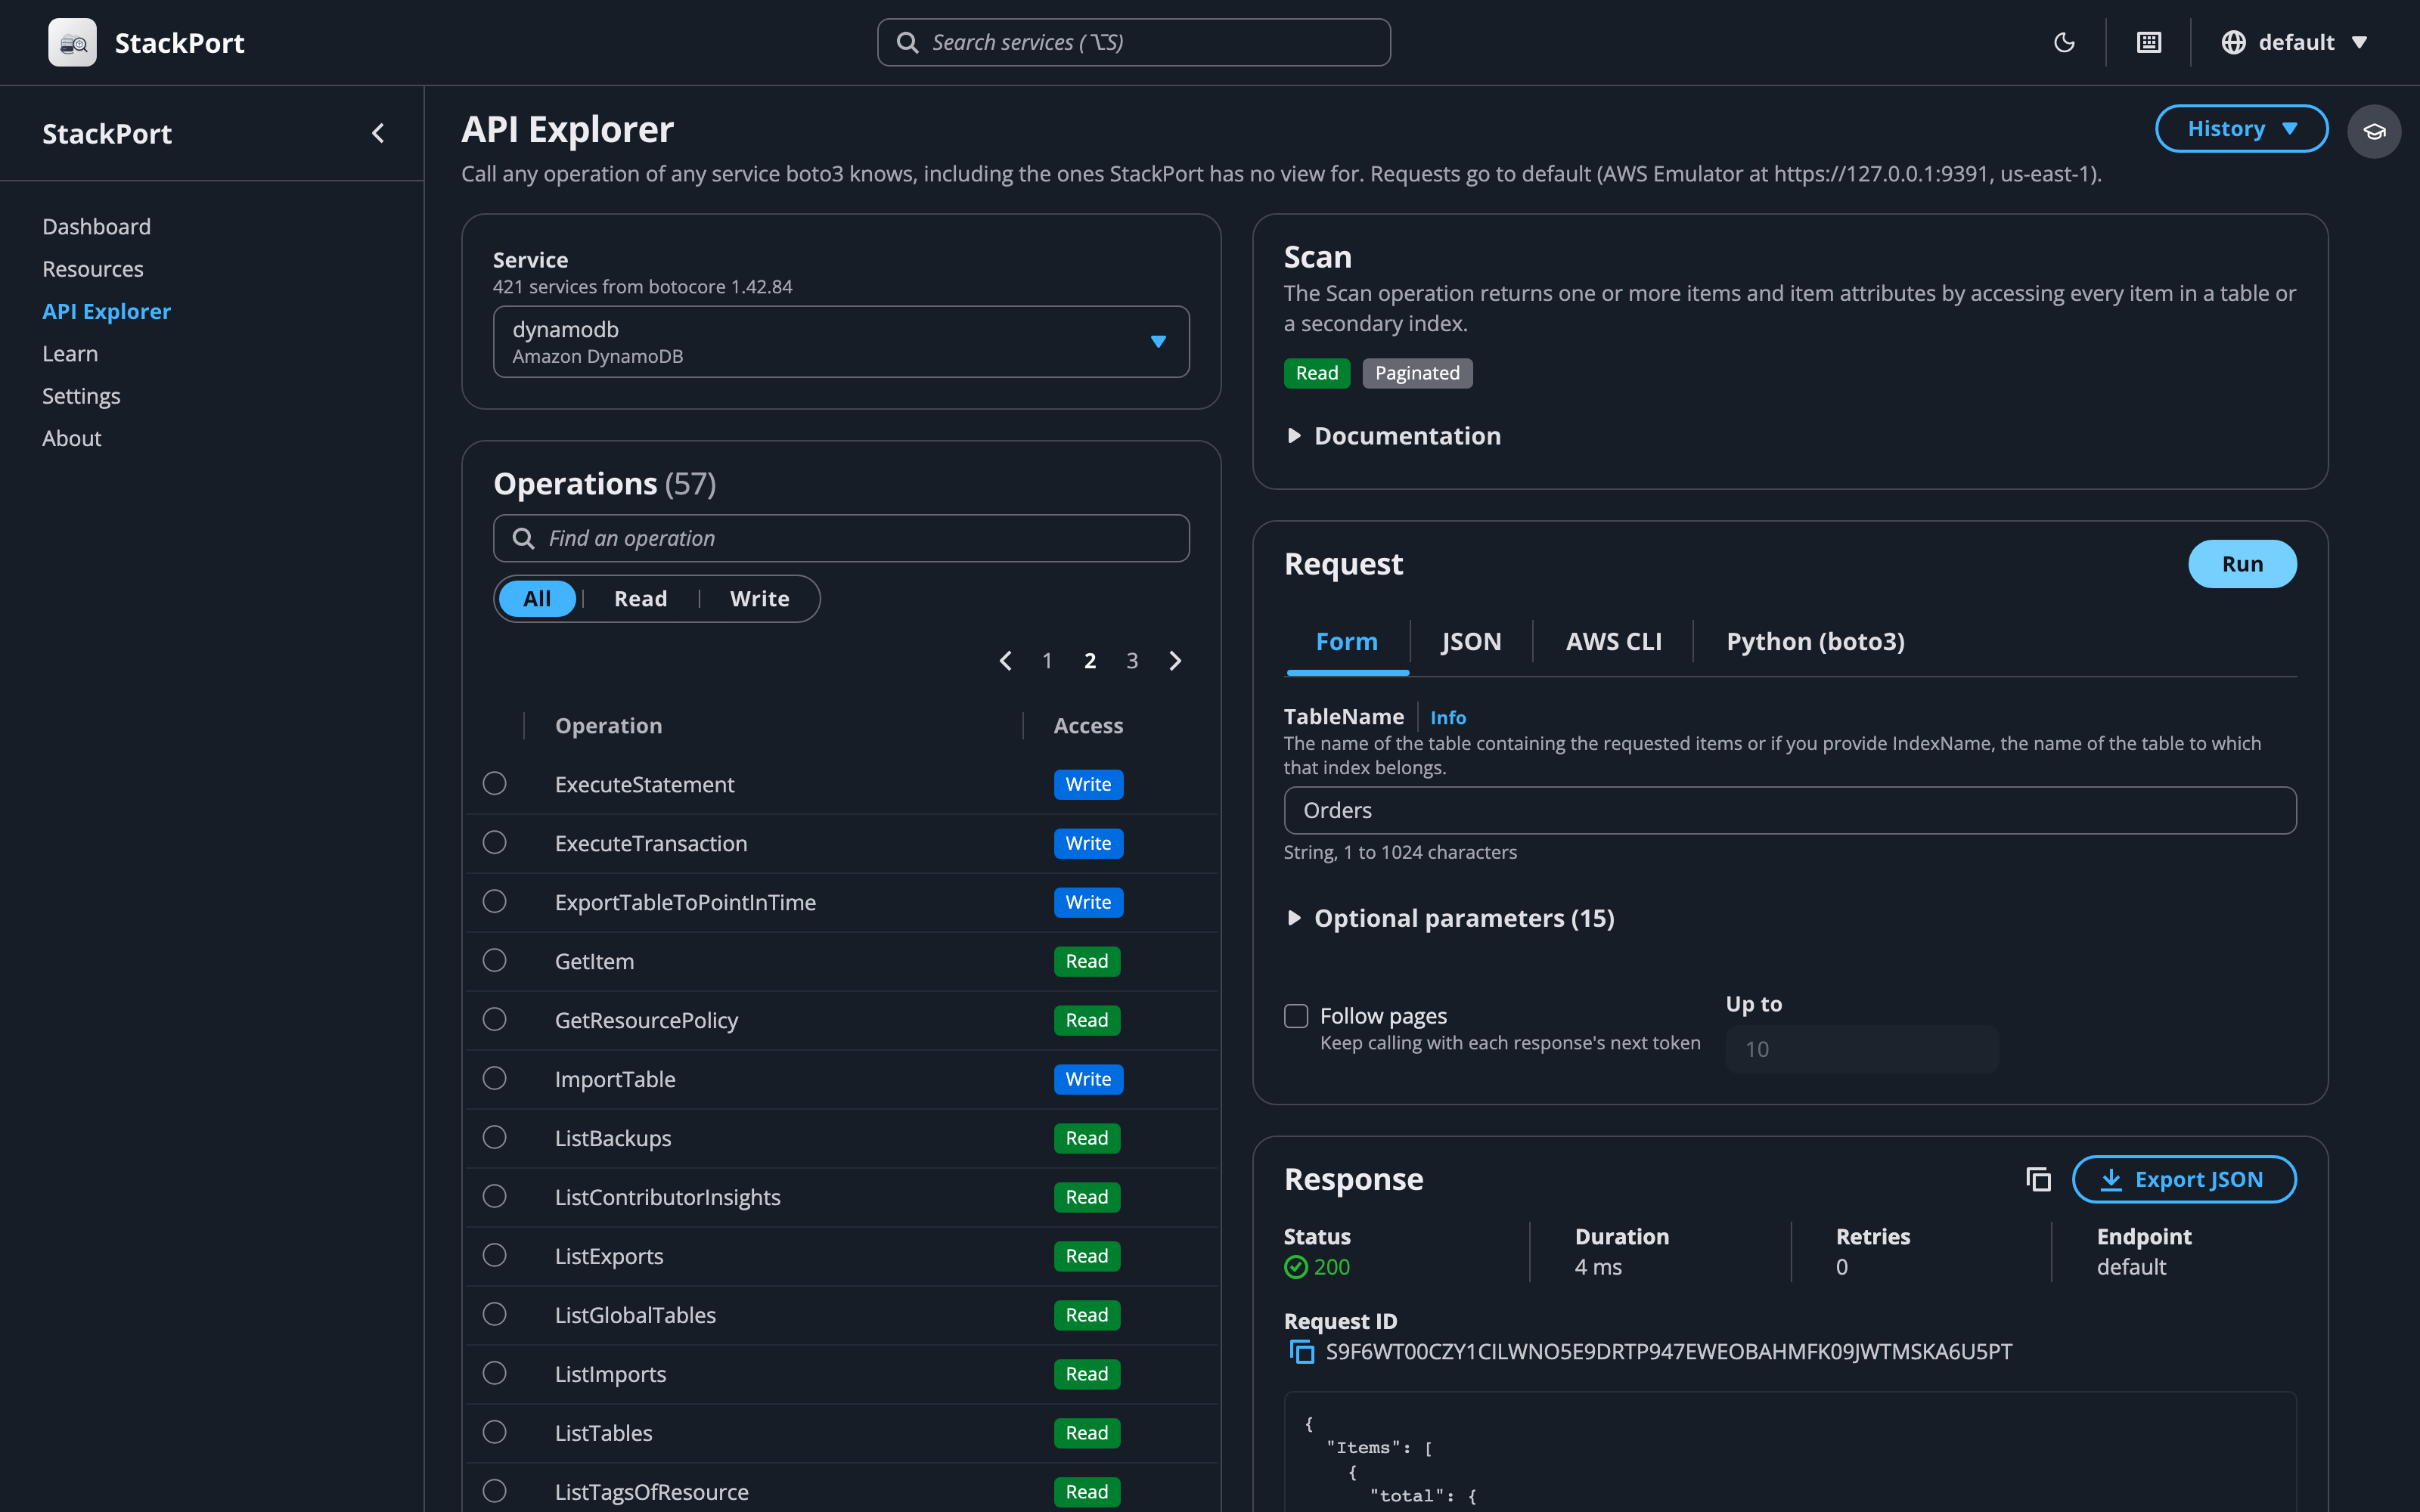 StackPort
Search services (⌥S)
default
StackPort
Dashboard
Resources
API Explorer
Learn
Settings
About
API Explorer
History
Call any operation of any service boto3 knows, including the ones StackPort has no view for. Requests go to default (AWS Emulator at https://127.0.0.1:9391, us-east-1).
Service
421 services from botocore 1.42.84
dynamodb
Amazon DynamoDB
Operations (57)
Find an operation
All
Read
Write
1
2
3
Operation
Access
ExecuteStatement
Write
ExecuteTransaction
Write
ExportTableToPointInTime
Write
GetItem
Read
GetResourcePolicy
Read
ImportTable
Write
ListBackups
Read
ListContributorInsights
Read
ListExports
Read
ListGlobalTables
Read
ListImports
Read
ListTables
Read
ListTagsOfResource
Read
Scan
The Scan operation returns one or more items and item attributes by accessing every item in a table or
a secondary index.
Read
Paginated
Documentation
Request
Run
Form
JSON
AWS CLI
Python (boto3)
TableName
Info
The name of the table containing the requested items or if you provide IndexName, the name of the table to which
that index belongs.
Orders
String, 1 to 1024 characters
Optional parameters (15)
Follow pages
Keep calling with each response's next token
Up to
10
Response
Export JSON
Status
200
Duration
4 ms
Retries
0
Endpoint
default
Request ID
S9F6WT00CZY1CILWNO5E9DRTP947EWEOBAHMFK09JWTMSKA6U5PT
{
"Items": [
{
"total": {